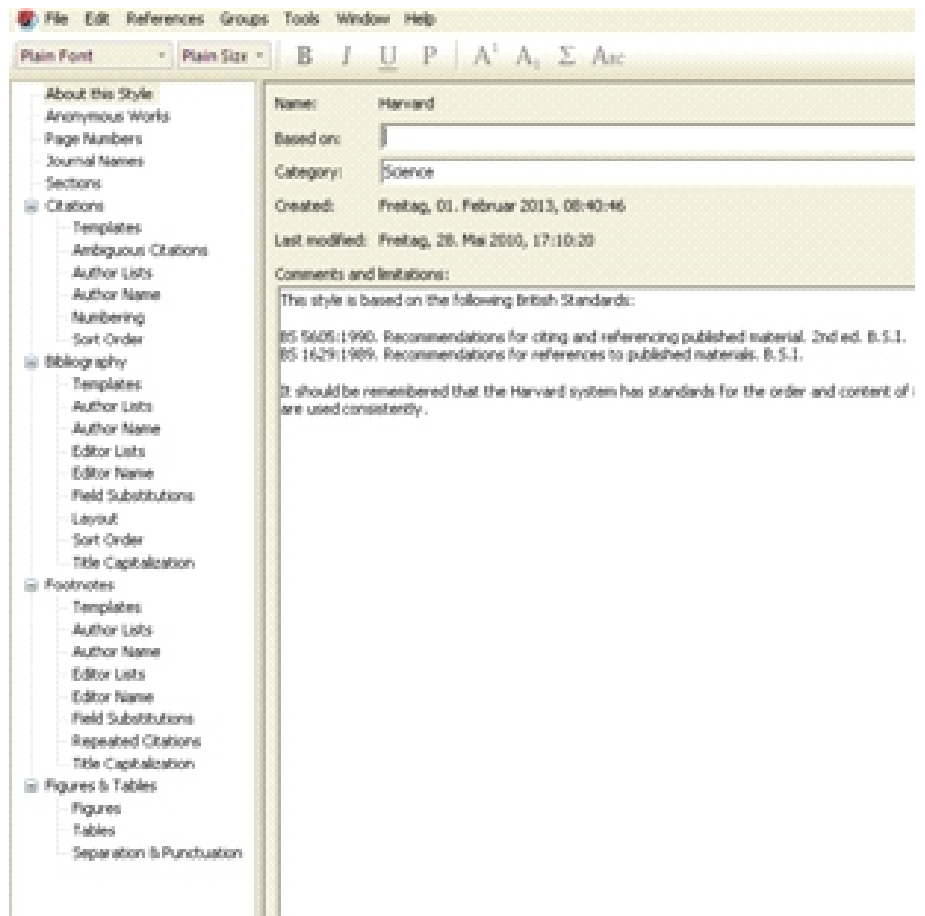 File Edit References Groups Tools Window Help
Plain Font Plain Size B I U P A¹ A₁ Σ Abc
About this Style
Anonymous Works
Page Numbers
Journal Names
Sections
Citations
Templates
Ambiguous Citations
Author Lists
Author Name
Numbering
Sort Order
Bibliography
Templates
Author Lists
Author Name
Editor Lists
Editor Name
Field Substitutions
Layout
Sort Order
Title Capitalization
Footnotes
Templates
Author Lists
Author Name
Editor Lists
Editor Name
Field Substitutions
Repeated Citations
Title Capitalization
Figures & Tables
Figures
Tables
Separation & Punctuation
Name: Harvard
Based on:
Category: Science
Created: Freitag, 01. Februar 2013, 08:40:46
Last modified: Freitag, 28. Mai 2010, 17:10:20
Comments and limitations:
This style is based on the following British Standards:
BS 5605:1990. Recommendations for citing and referencing published material. 2nd ed. B.S.I.
BS 1629:1989. Recommendations for references to published materials. B.S.I.
It should be remembered that the Harvard system has standards for the order and content of
are used consistently.